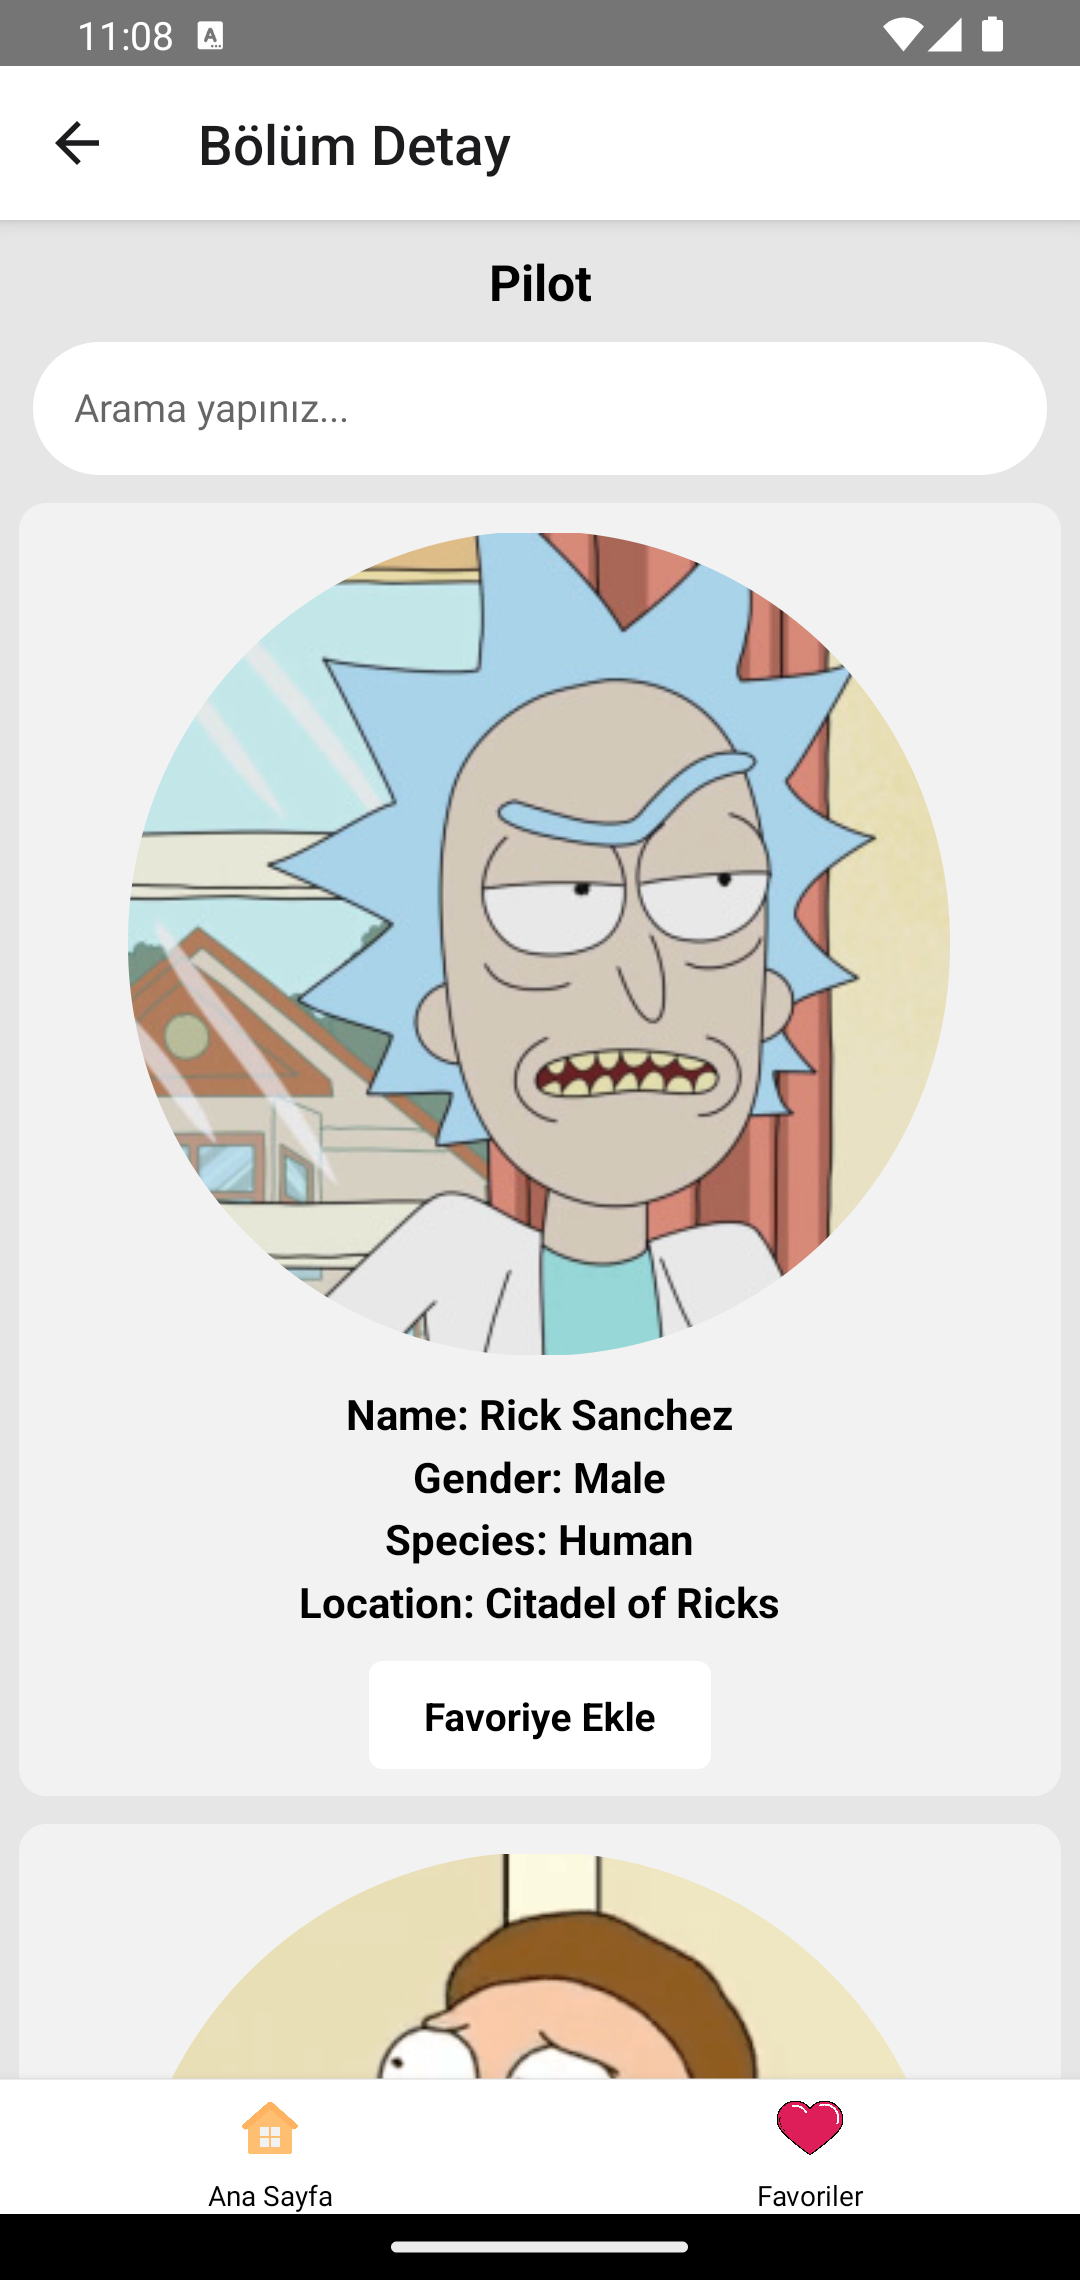 11:08
Bölüm Detay
Pilot
Arama yapınız...
Name: Rick Sanchez
Gender: Male
Species: Human
Location: Citadel of Ricks
Favoriye Ekle
Ana Sayfa
Favoriler